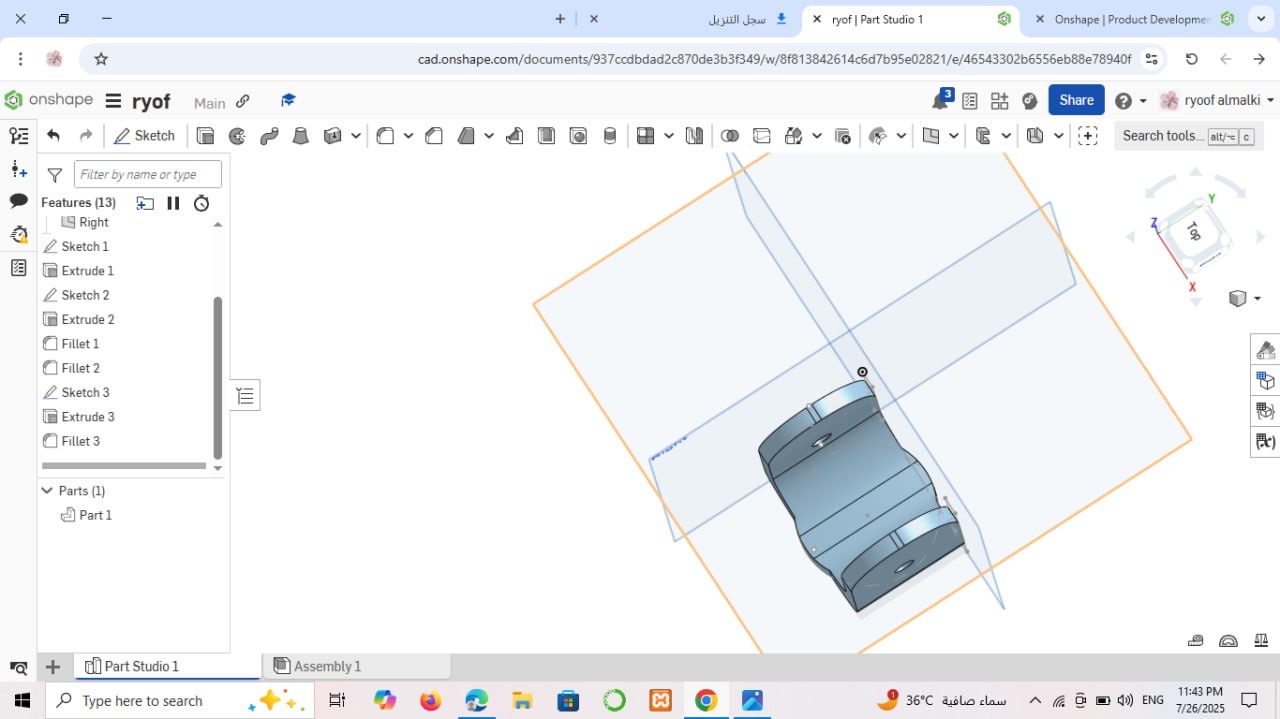 سجل التنزيل
ryof | Part Studio 1
Onshape | Product Developmen
cad.onshape.com/documents/937ccdbdad2c870de3b3f349/w/8f813842614c6d7b95e02821/e/46543302b6556eb88e78940f
onshape
ryof
Main
3
Share
ryoof almalki
Sketch
Search tools... alt/⌥ c
Filter by name or type
Features (13)
Right
Sketch 1
Extrude 1
Sketch 2
Extrude 2
Fillet 1
Fillet 2
Sketch 3
Extrude 3
Fillet 3
Parts (1)
Part 1
Y
Z
Top
X
Part Studio 1
Assembly 1
Type here to search
1
36°C سماء صافية
ENG
11:43 PM
7/26/2025